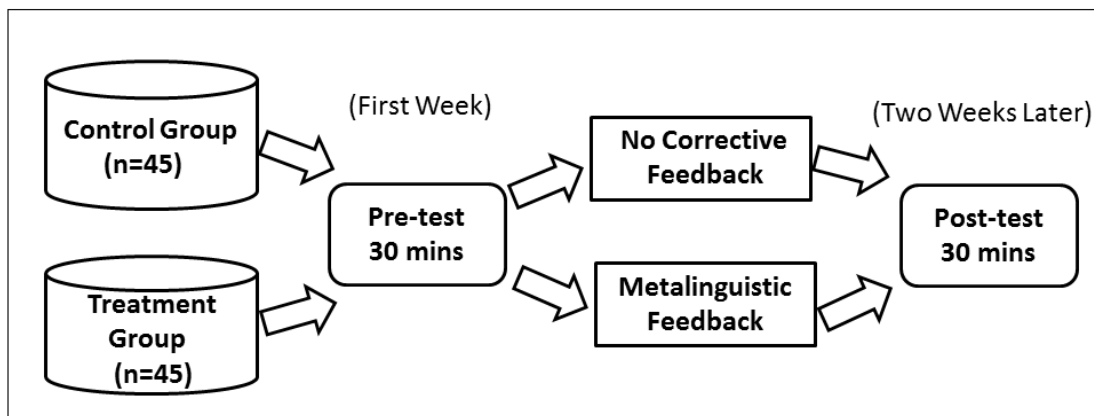 Control Group
(n=45)
Treatment
Group
(n=45)
(First Week)
Pre-test
30 mins
No Corrective
Feedback
Metalinguistic
Feedback
(Two Weeks Later)
Post-test
30 mins